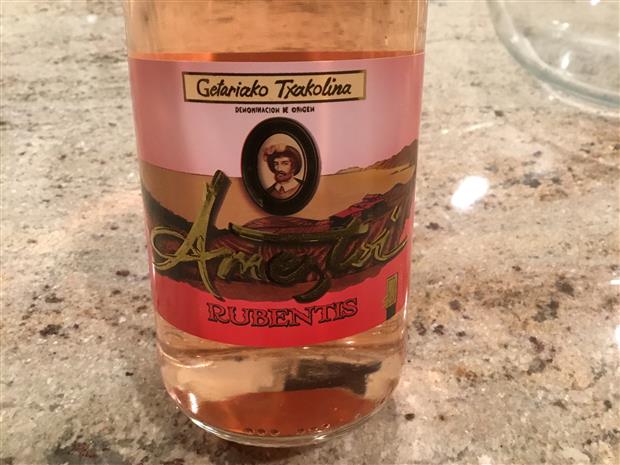 Getariako Txakolina
DENOMINACION DE ORIGEN
Ameztoi
RUBENTIS